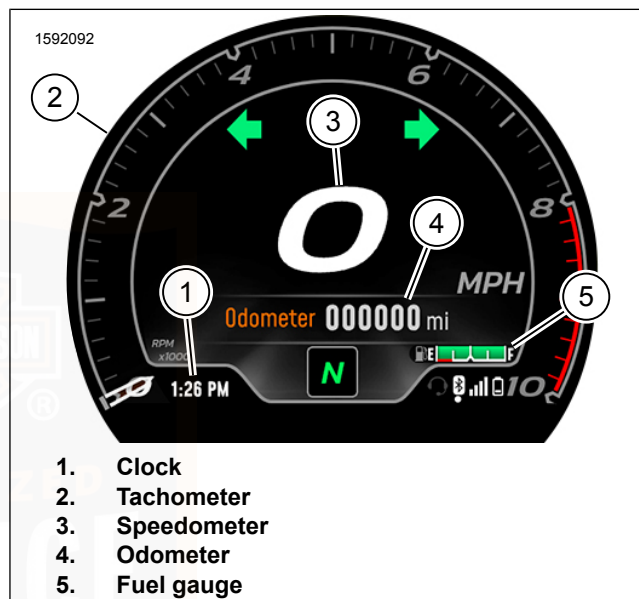 1592092
2
3
4
6
2
8
4
1
5
MPH
Odometer 000000 mi
RPM
x1000
E F
0 1:26 PM
N
10
1. Clock
2. Tachometer
3. Speedometer
4. Odometer
5. Fuel gauge